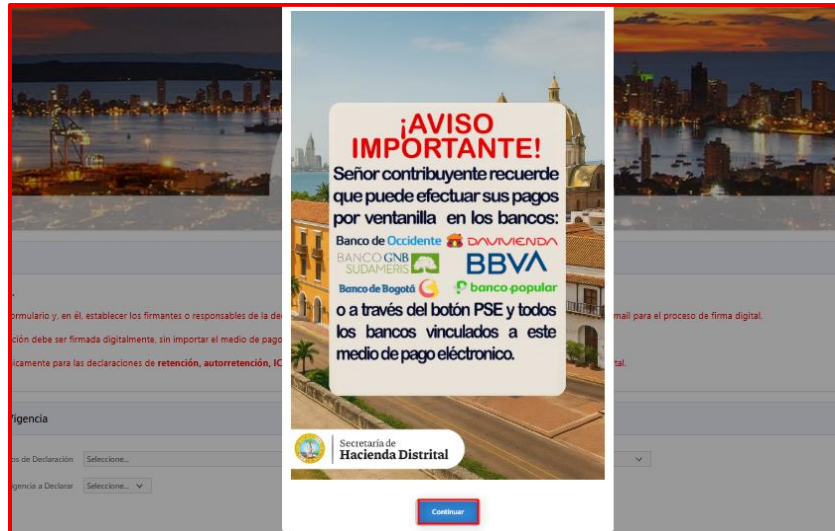 ¡AVISO
IMPORTANTE!
Señor contribuyente recuerde
que puede efectuar sus pagos
por ventanilla en los bancos:
Banco de Occidente DAVIVIENDA
BANCO GNB
SUDAMERIS BBVA
Banco de Bogotá banco popular
o a través del botón PSE y todos
los bancos vinculados a este
medio de pago eléctronico.
ormulario y, en él, establecer los firmantes o responsables de la de
mail para el proceso de firma digital.
ción debe ser firmada digitalmente, sin importar el medio de pago
icamente para las declaraciones de retención, autorretención, IC
tal.
Vigencia
os de Declaración Seleccione...
igencia a Declarar Seleccione...
Secretaría de
Hacienda Distrital
Continuar